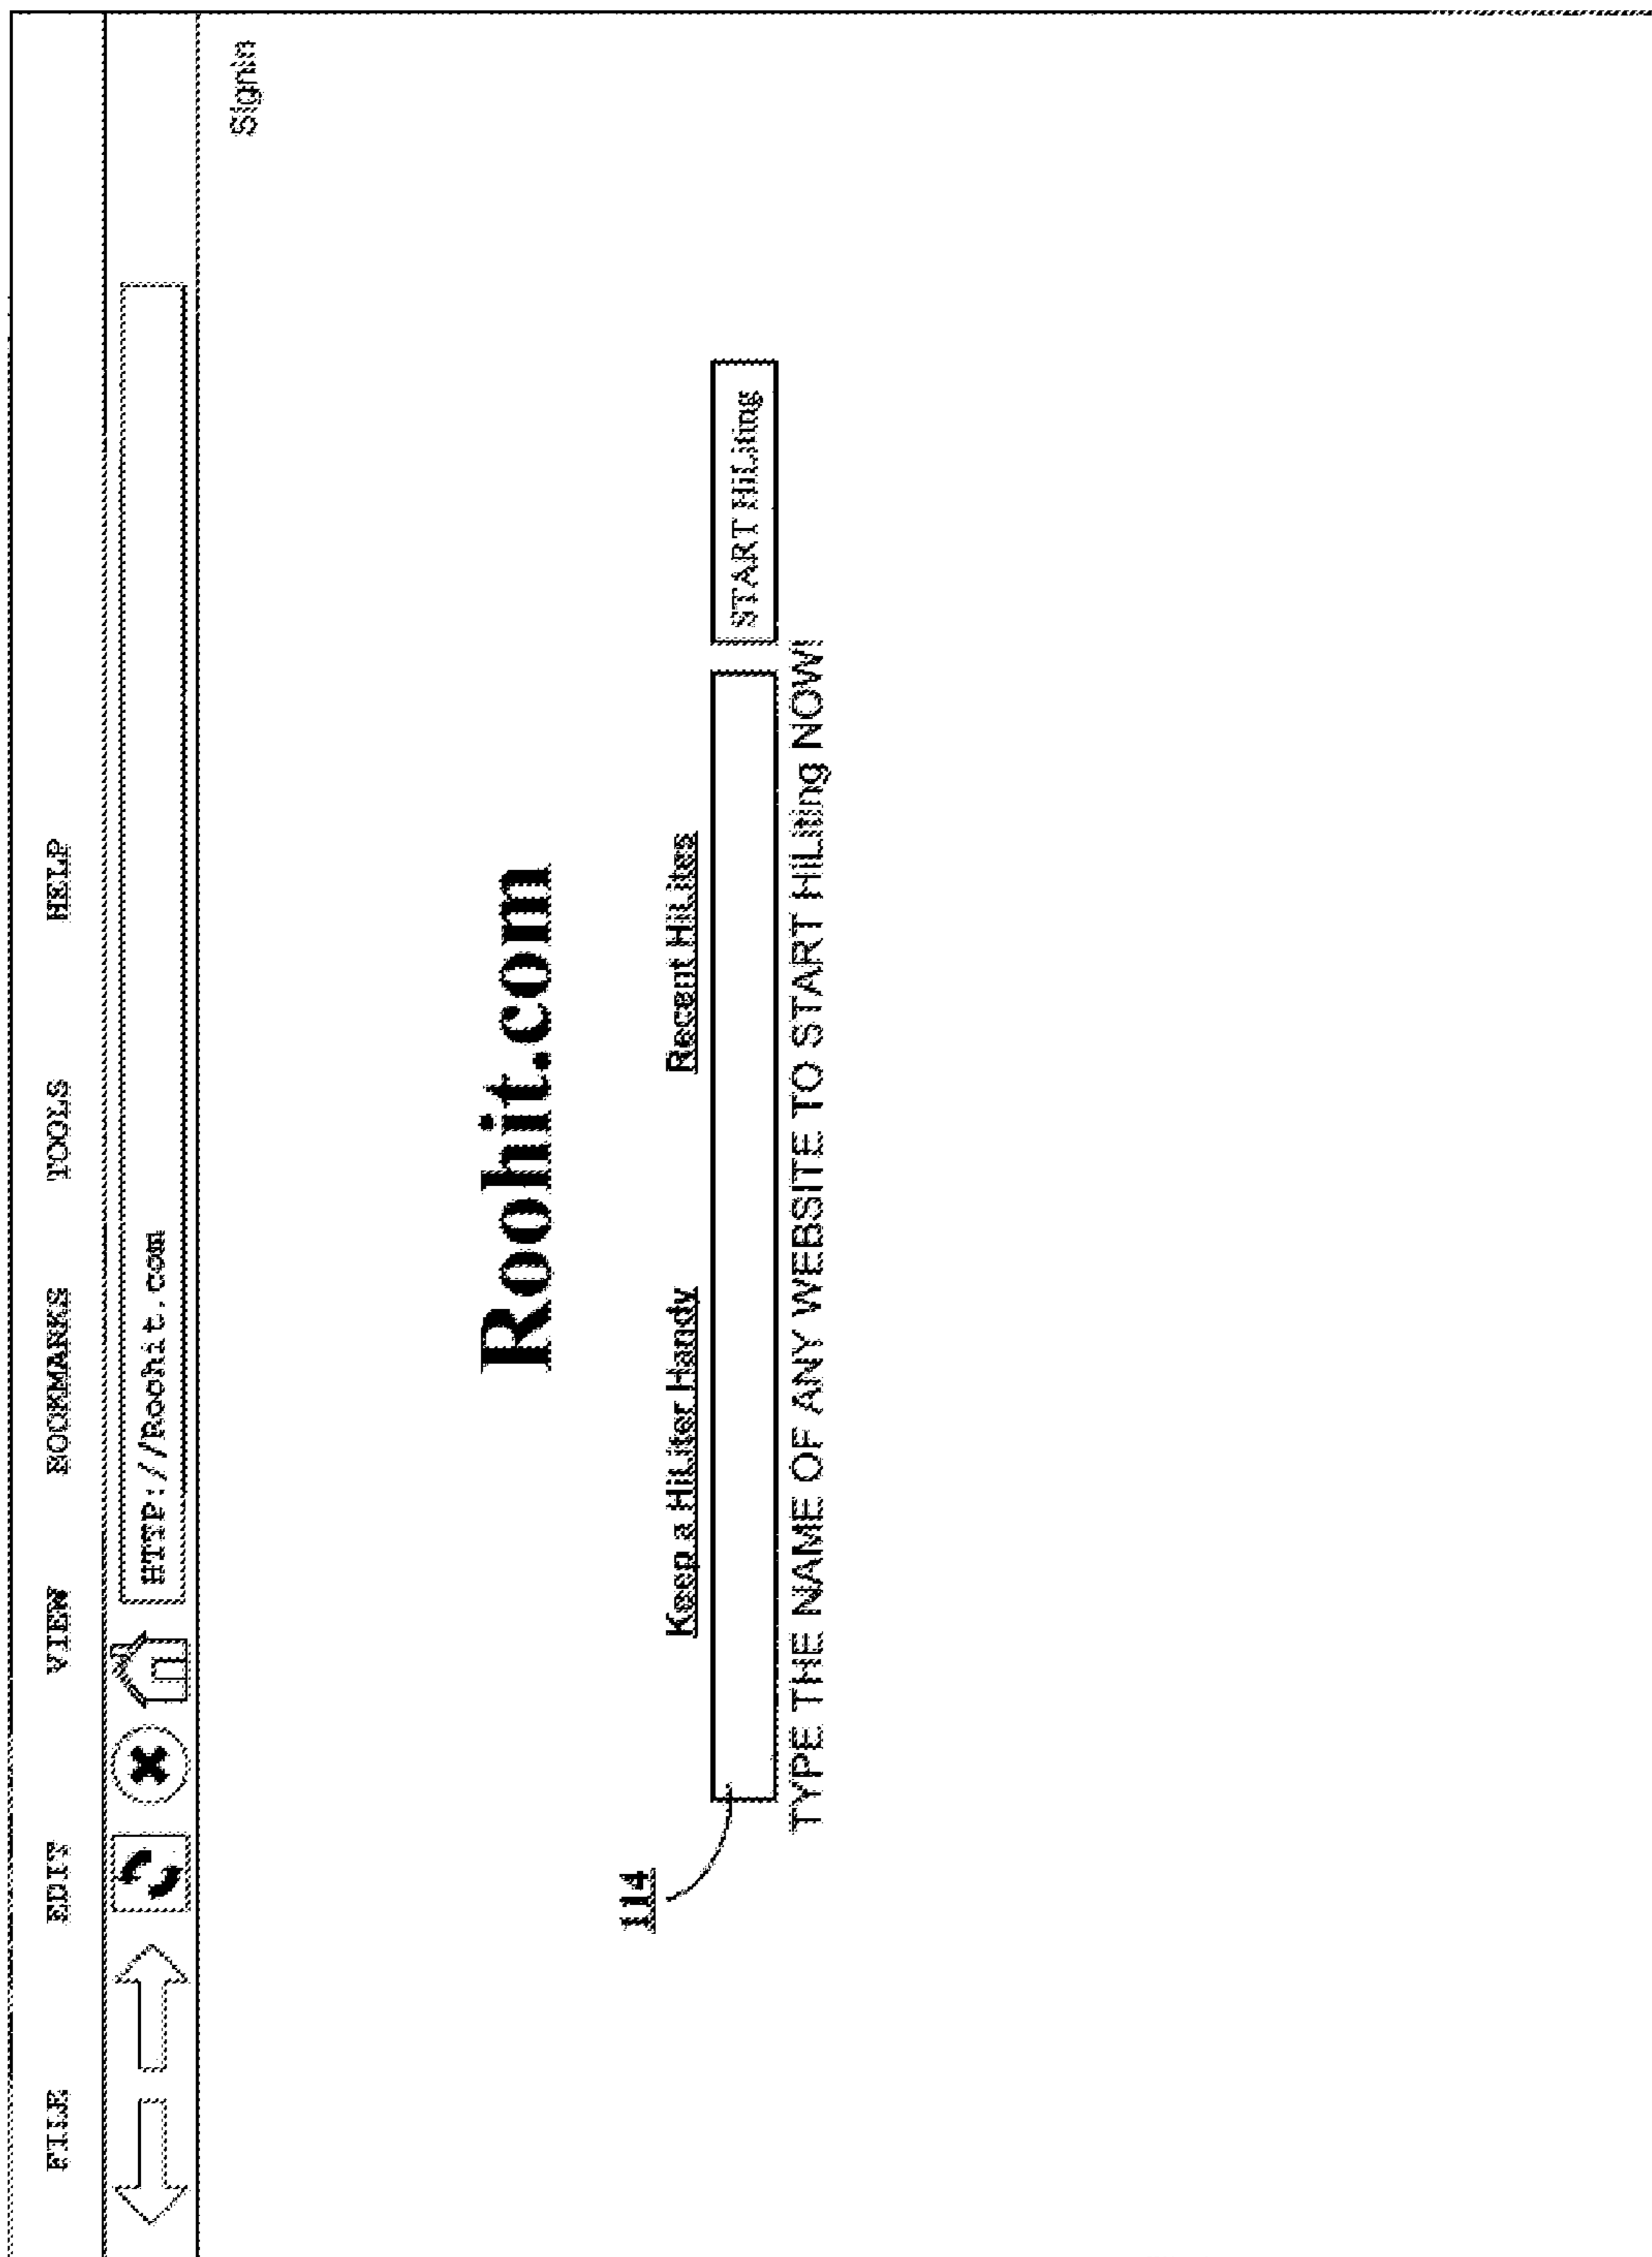 FILE EDIT VIEW BOOKMARKS TOOLS HELP
HTTP://Roohit.com
Signin
Roohit.com
114
Keep a HiLiter Handy Recent HiLites
START HiLiting
TYPE THE NAME OF ANY WEBSITE TO START HiLiting NOW!